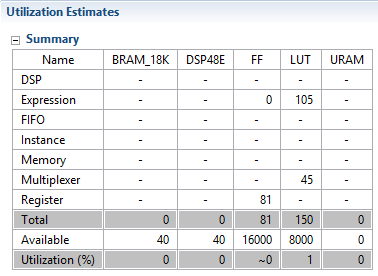 Utilization Estimates
Summary
Name BRAM_18K DSP48E FF LUT URAM
DSP - - - - -
Expression - - 0 105 -
FIFO - - - - -
Instance - - - - -
Memory - - - - -
Multiplexer - - - 45 -
Register - - 81 - -
Total 0 0 81 150 0
Available 40 40 16000 8000 0
Utilization (%) 0 0 ~0 1 0